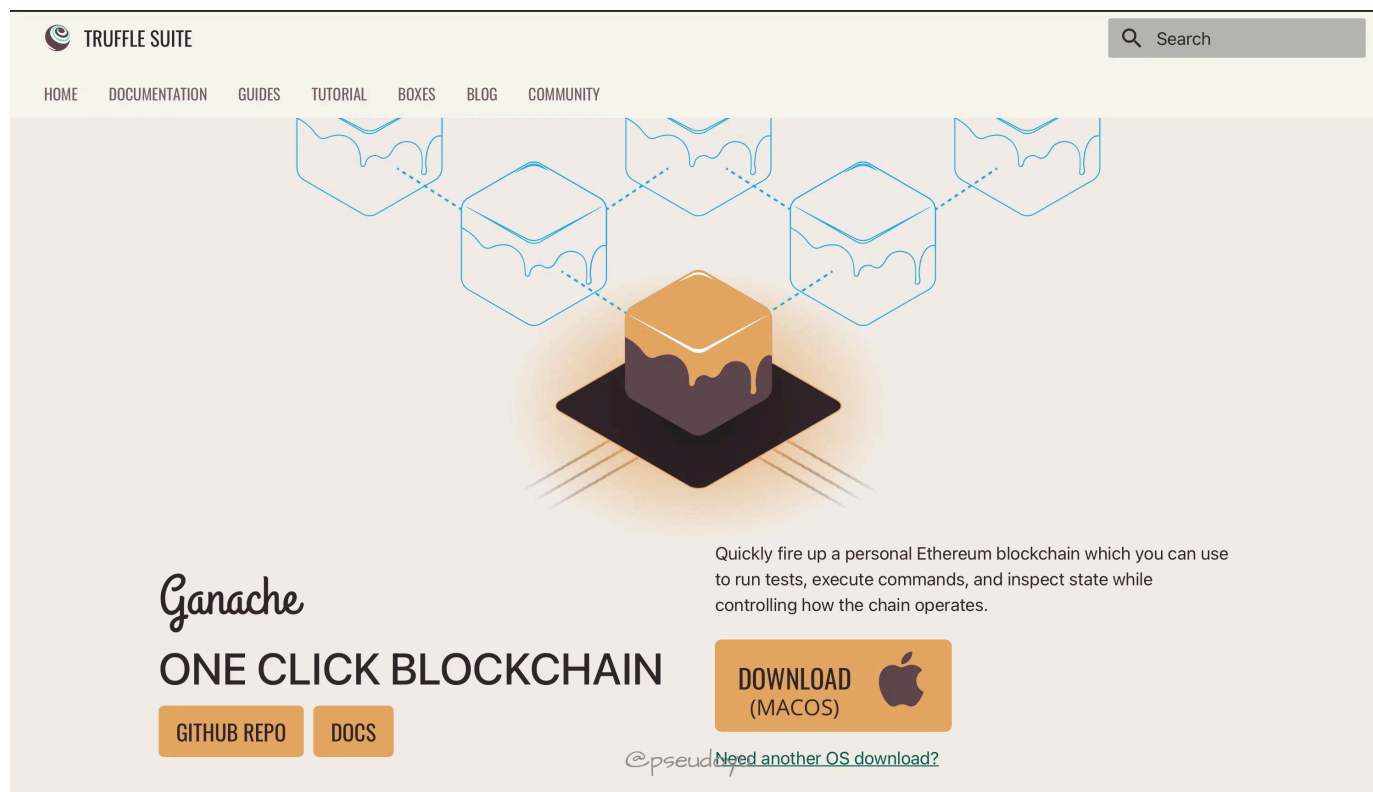 TRUFFLE SUITE
Search
HOME DOCUMENTATION GUIDES TUTORIAL BOXES BLOG COMMUNITY
Ganache
ONE CLICK BLOCKCHAIN
GITHUB REPO DOCS
Quickly fire up a personal Ethereum blockchain which you can use
to run tests, execute commands, and inspect state while
controlling how the chain operates.
DOWNLOAD
(MACOS)
Need another OS download?